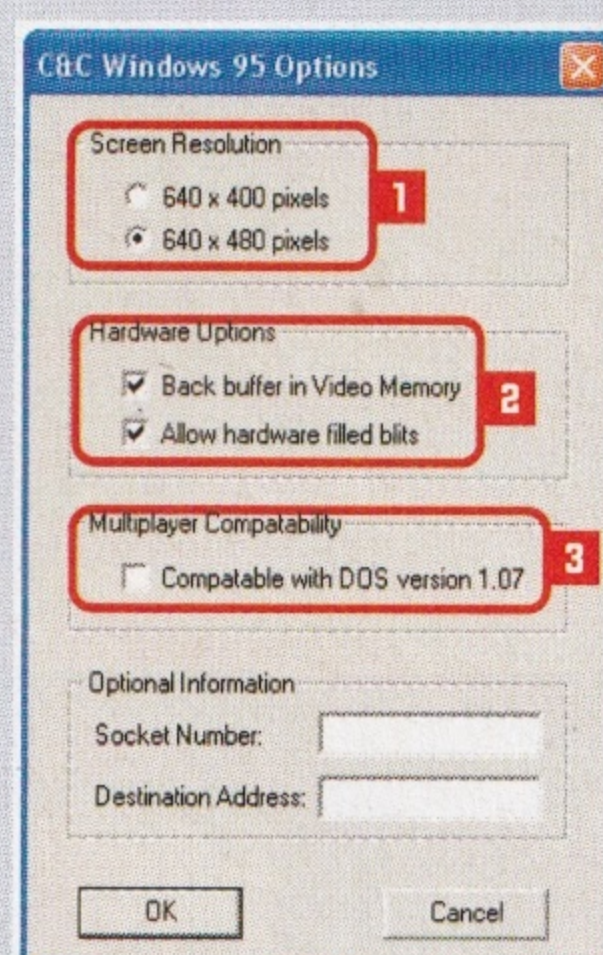 C&C Windows 95 Options
Screen Resolution
640 x 400 pixels
640 x 480 pixels
1
Hardware Options
Back buffer in Video Memory
Allow hardware filled blits
2
Multiplayer Compatability
Compatable with DOS version 1.07
3
Optional Information
Socket Number:
Destination Address:
OK
Cancel